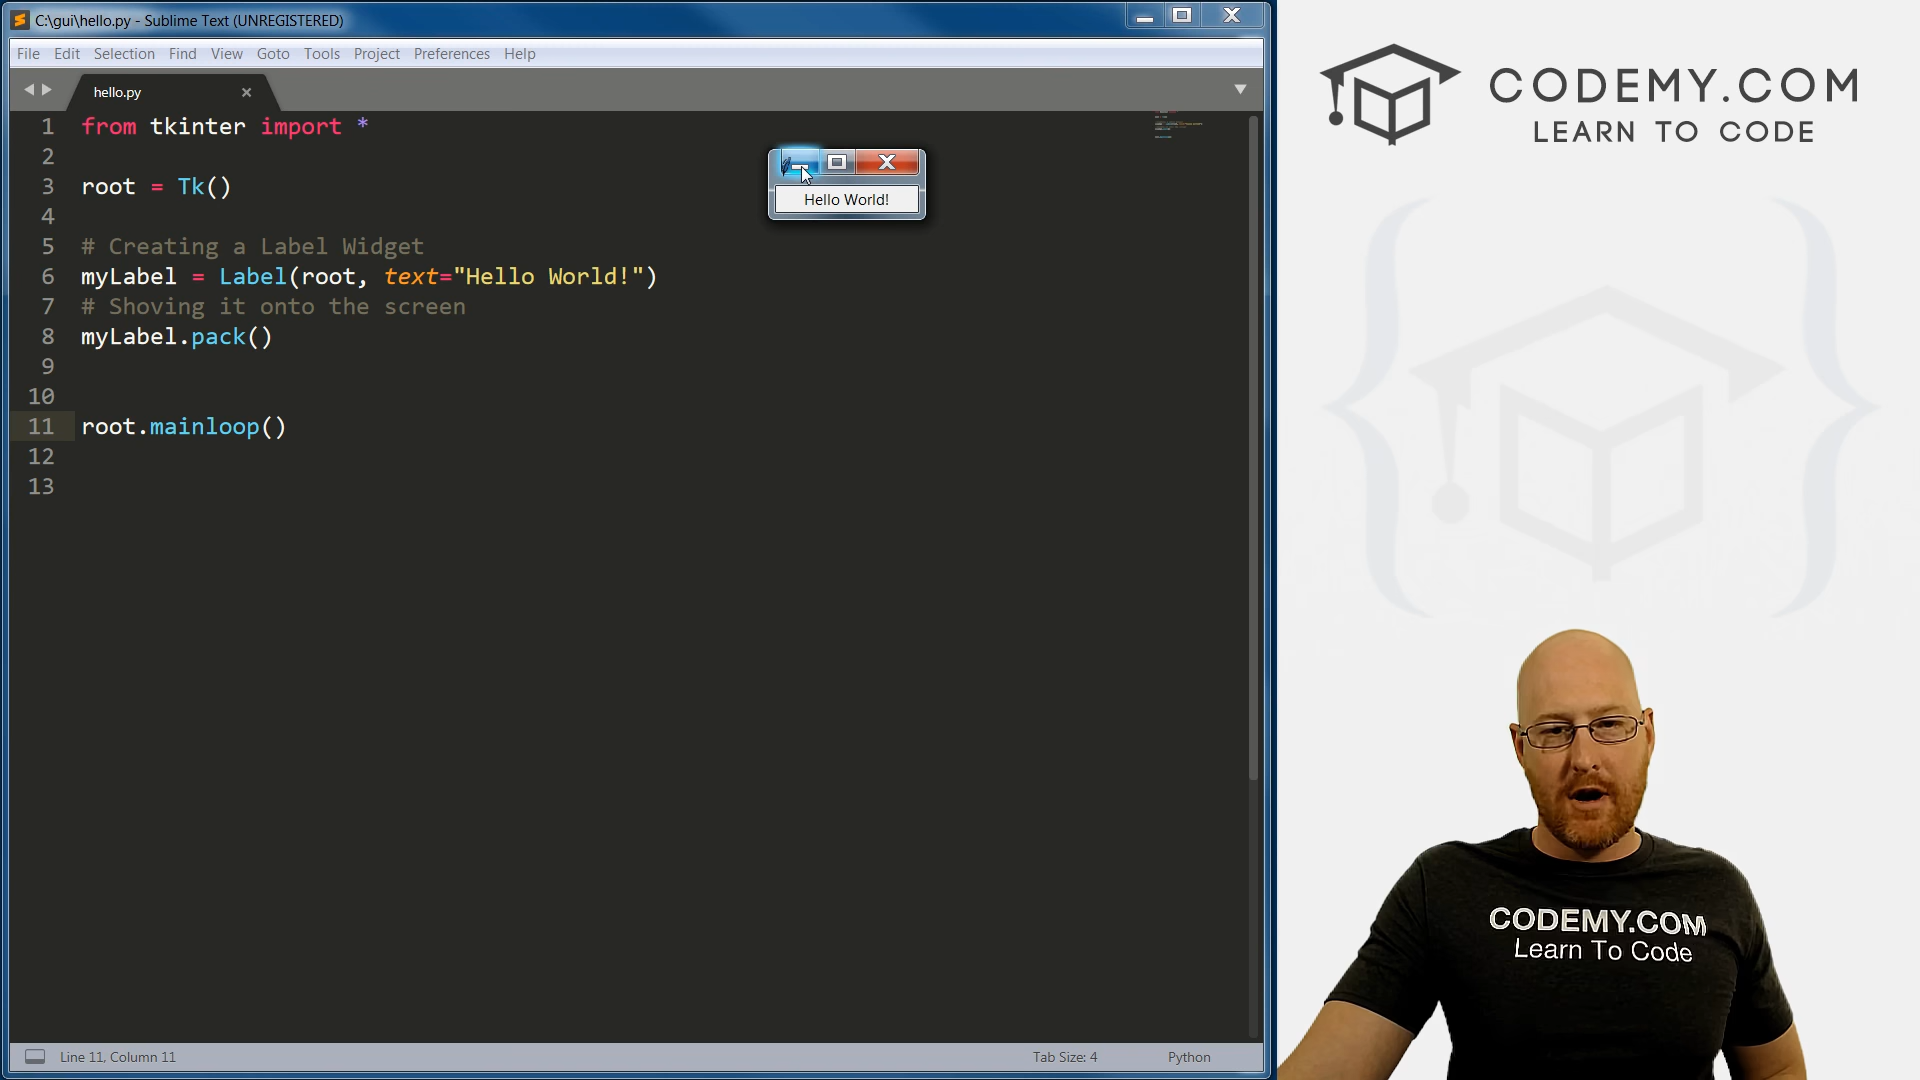 C:\gui\hello.py - Sublime Text (UNREGISTERED)
File Edit Selection Find View Goto Tools Project Preferences Help
hello.py
1 from tkinter import *
2
3 root = Tk()
4
5 # Creating a Label Widget
6 myLabel = Label(root, text="Hello World!")
7 # Shoving it onto the screen
8 myLabel.pack()
9
10
11 root.mainloop()
12
13
Hello World!
Line 11, Column 11
Tab Size: 4
Python
CODEMY.COM
LEARN TO CODE
CODEMY.COM
Learn To Code